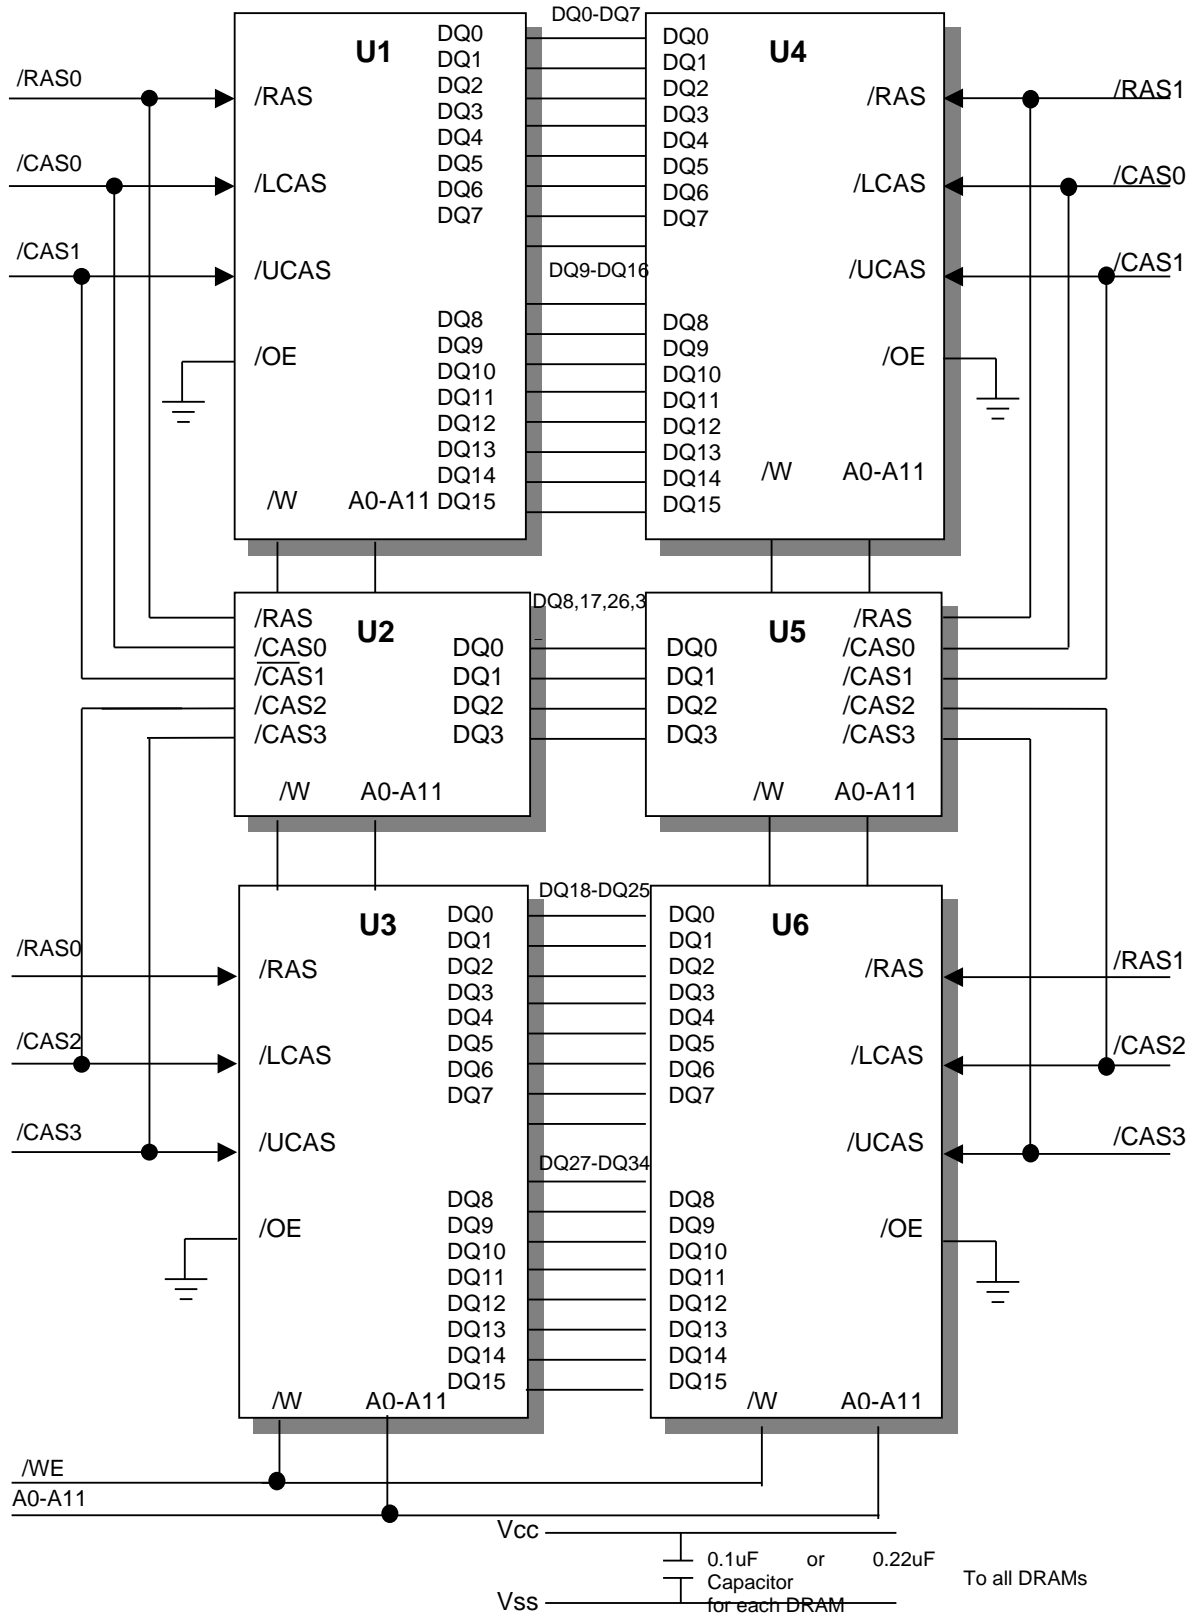 DQ0-DQ7
U1
DQ0
DQ1
DQ2
DQ3
DQ4
DQ5
DQ6
DQ7
DQ0
DQ1
DQ2
DQ3
DQ4
DQ5
DQ6
DQ7
U4
/RAS0
/RAS
/RAS
/RAS1
/CAS0
/LCAS
/LCAS
/CAS0
/CAS1
/UCAS
DQ9-DQ16
/UCAS
/CAS1
/OE
DQ8
DQ9
DQ10
DQ11
DQ12
DQ13
DQ14
DQ15
DQ8
DQ9
DQ10
DQ11
DQ12
DQ13
DQ14
DQ15
/OE
/W
A0-A11
/W
A0-A11
DQ8,17,26,3
/RAS
/CAS0
/CAS1
/CAS2
/CAS3
U2
DQ0
DQ1
DQ2
DQ3
DQ0
DQ1
DQ2
DQ3
U5
/RAS
/CAS0
/CAS1
/CAS2
/CAS3
/W
A0-A11
/W
A0-A11
DQ18-DQ25
U3
DQ0
DQ1
DQ2
DQ3
DQ4
DQ5
DQ6
DQ7
DQ0
DQ1
DQ2
DQ3
DQ4
DQ5
DQ6
DQ7
U6
/RAS0
/RAS
/RAS
/RAS1
/CAS2
/LCAS
/LCAS
/CAS2
/CAS3
/UCAS
DQ27-DQ34
/UCAS
/CAS3
/OE
DQ8
DQ9
DQ10
DQ11
DQ12
DQ13
DQ14
DQ15
DQ8
DQ9
DQ10
DQ11
DQ12
DQ13
DQ14
DQ15
/OE
/W
A0-A11
/W
A0-A11
/WE
A0-A11
Vcc
0.1uF or 0.22uF
Capacitor
for each DRAM
To all DRAMs
Vss